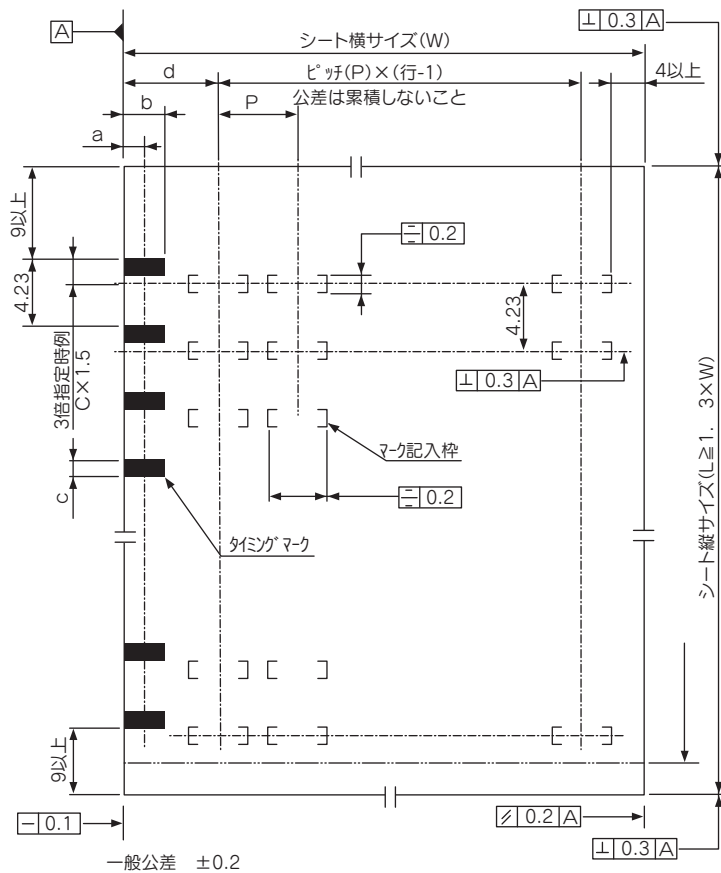 ⊥ 0.3 A
A
シート横サイズ(W)
d
ピッチ(P)×(行-1)
4以上
b
P
公差は累積しないこと
a
9以上
⌯ 0.2
4.23
4.23
3倍指定時例
C×1.5
⊥ 0.3 A
マーク記入枠
c
⌯ 0.2
タイミングマーク
シート縦サイズ(L≧1. 3×W)
9以上
― 0.1
⫽ 0.2 A
⊥ 0.3 A
一般公差 ±0.2